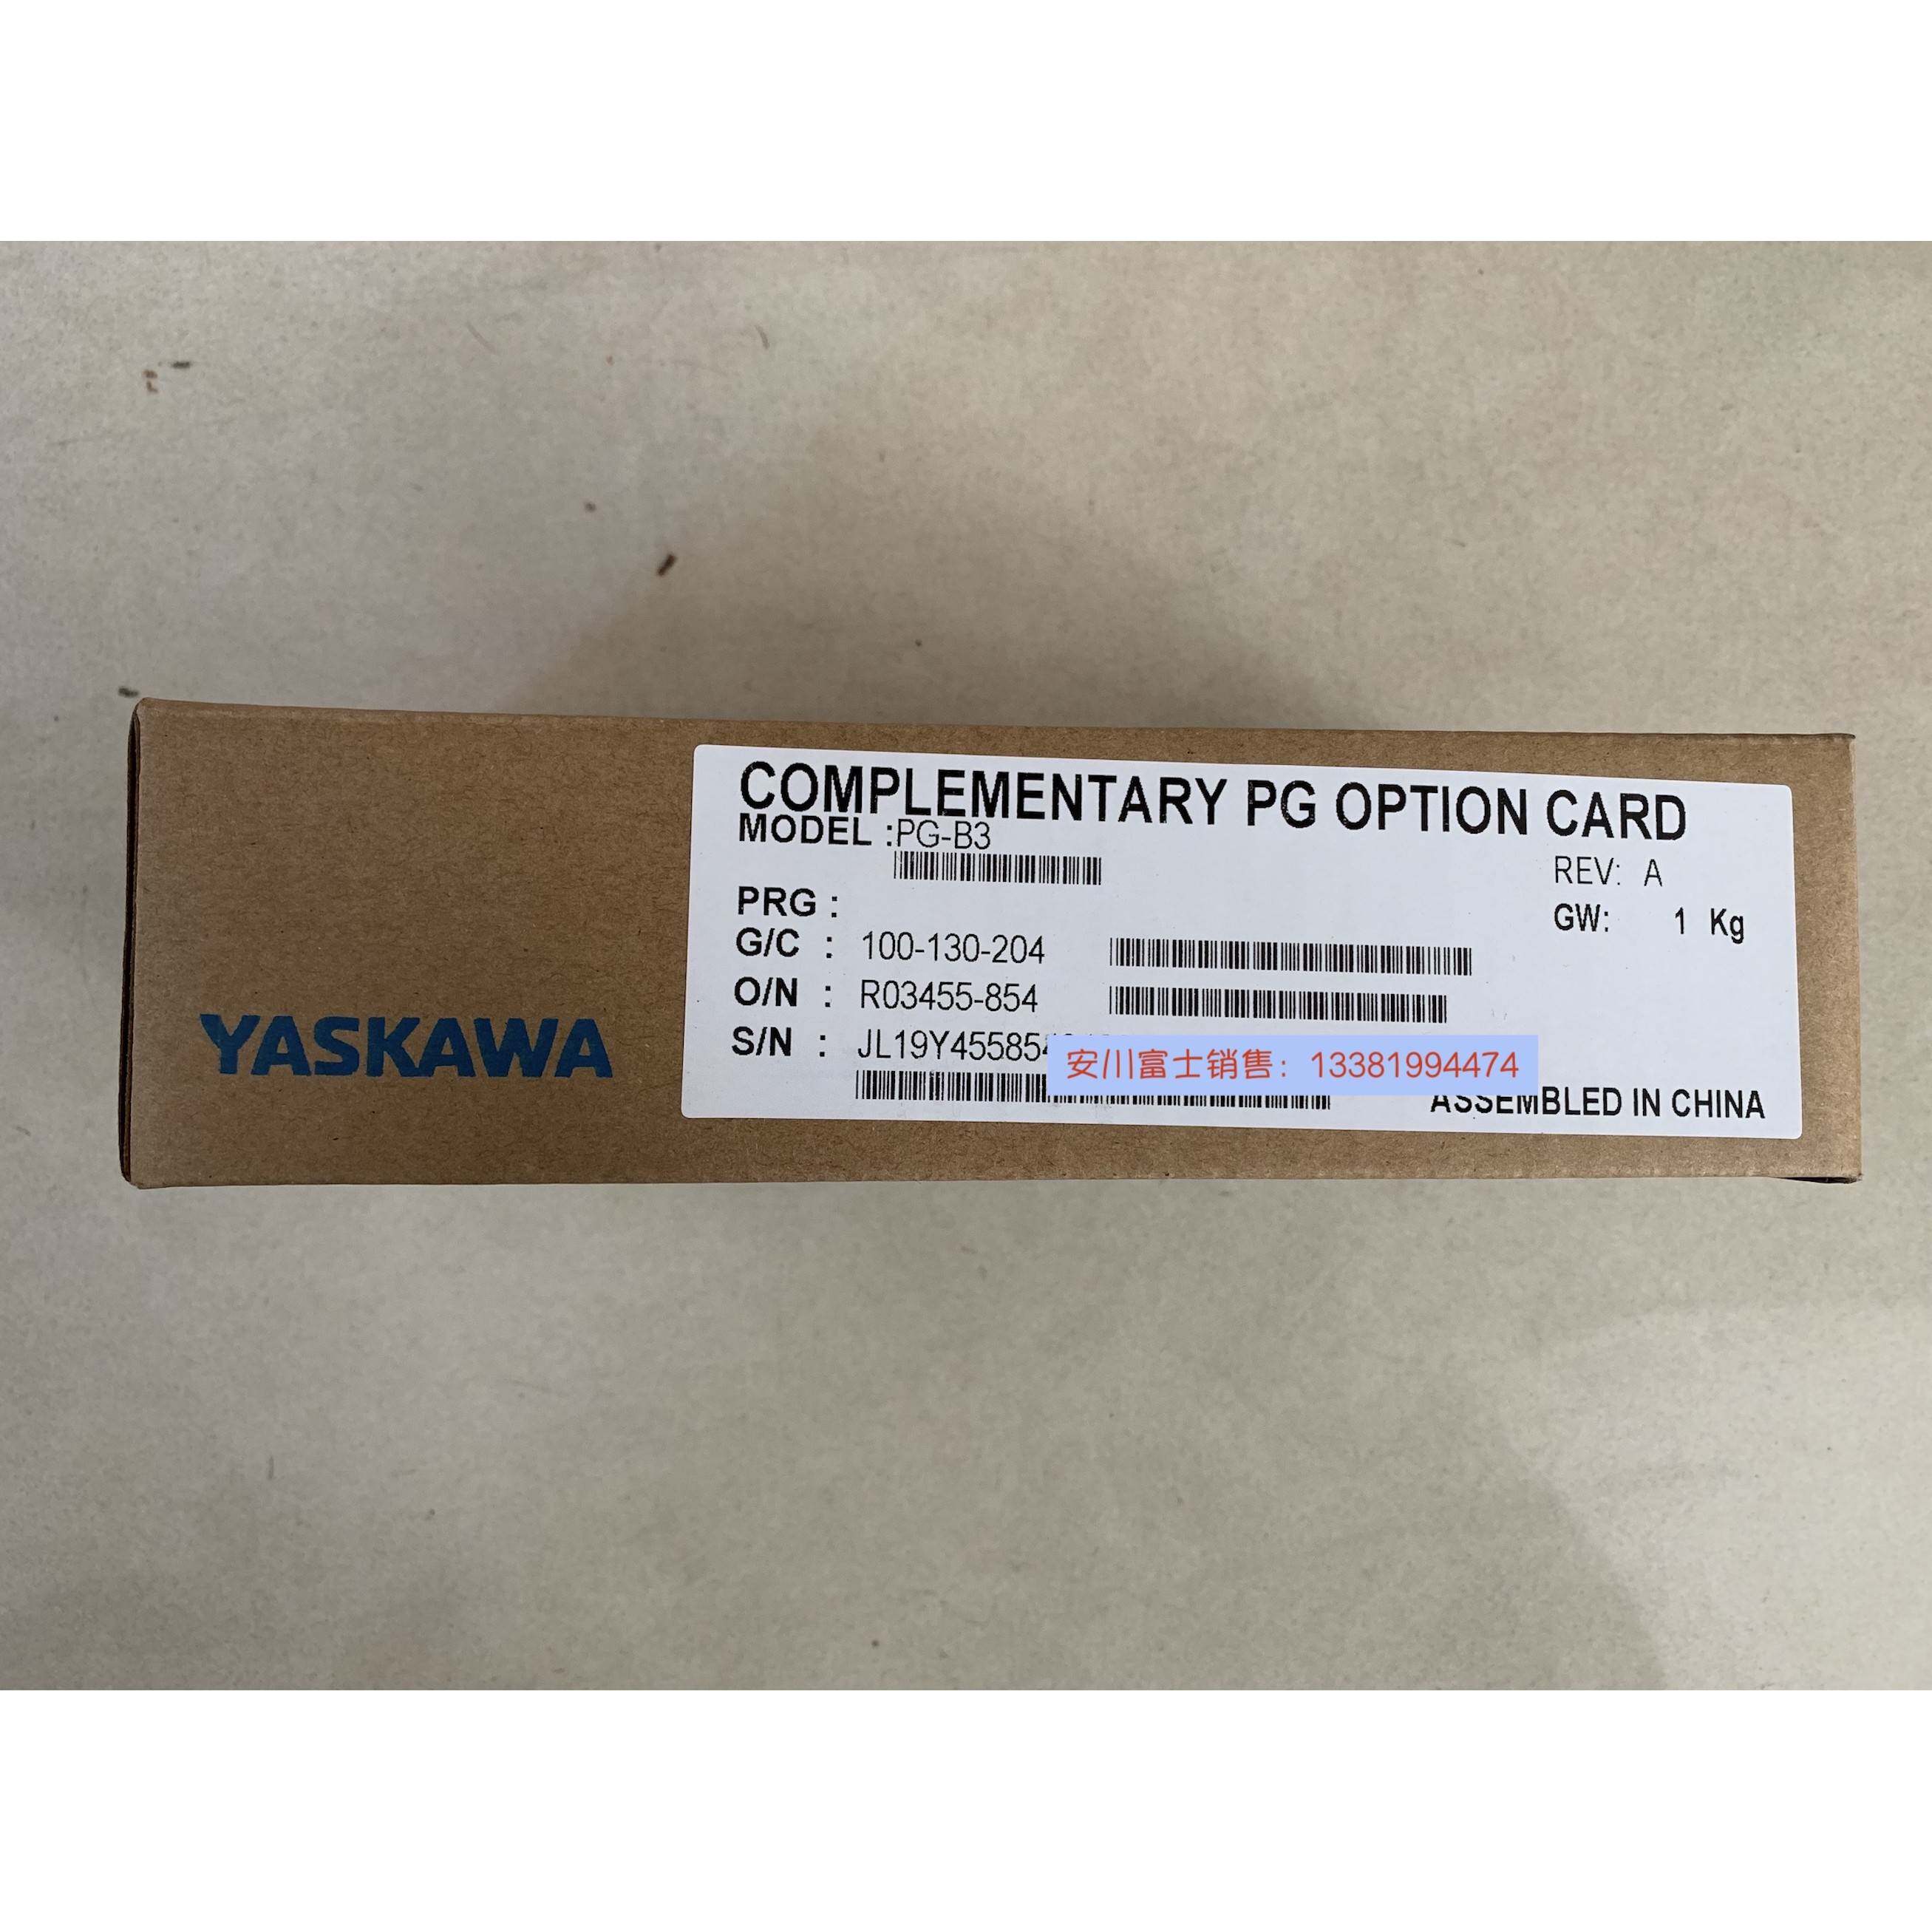 YASKAWA
COMPLEMENTARY PG OPTION CARD
MODEL :PG-B3
REV: A
PRG :
GW: 1 Kg
G/C : 100-130-204
O/N : R03455-854
S/N : JL19Y455854
安川富士销售：13381994474
ASSEMBLED IN CHINA